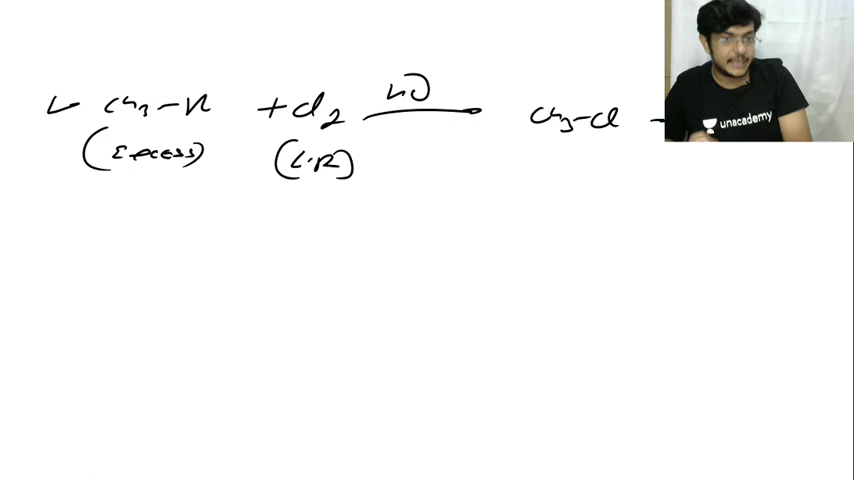 CH3-H + Cl2 hν CH3-Cl -
(Excess) (L.R)
unacademy